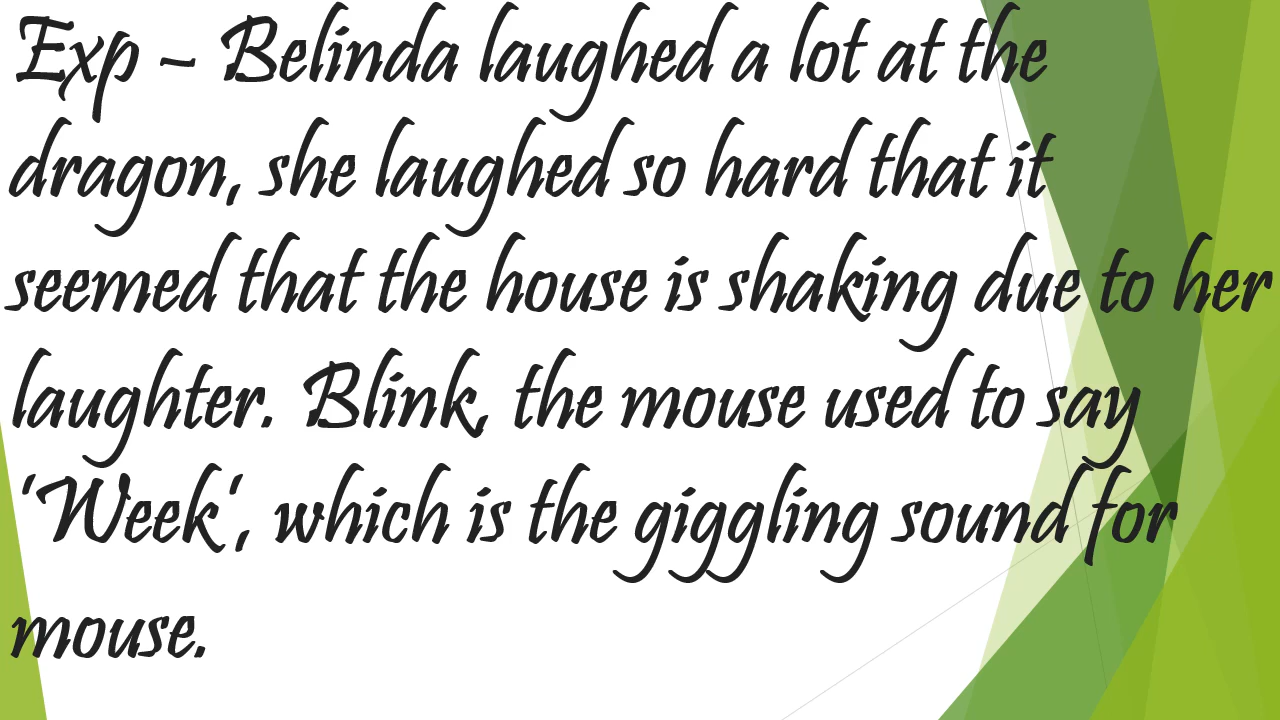 Exp – Belinda laughed a lot at the
dragon, she laughed so hard that it
seemed that the house is shaking due to her
laughter. Blink, the mouse used to say
‘Week‘, which is the giggling sound for
mouse.